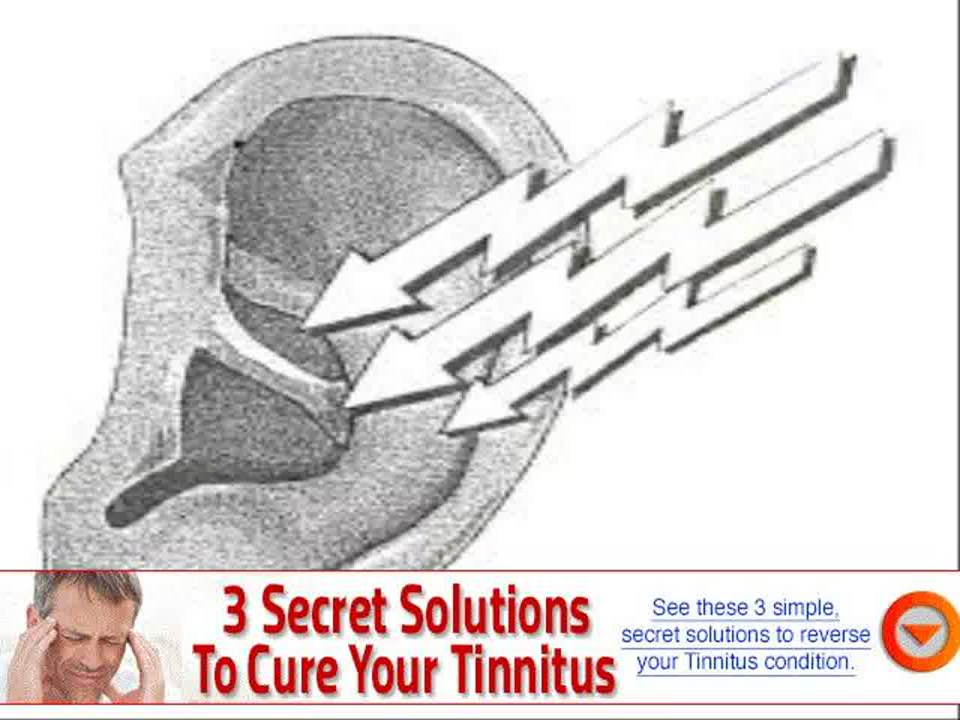 3 Secret Solutions
To Cure Your Tinnitus
See these 3 simple,
secret solutions to reverse
your Tinnitus condition.